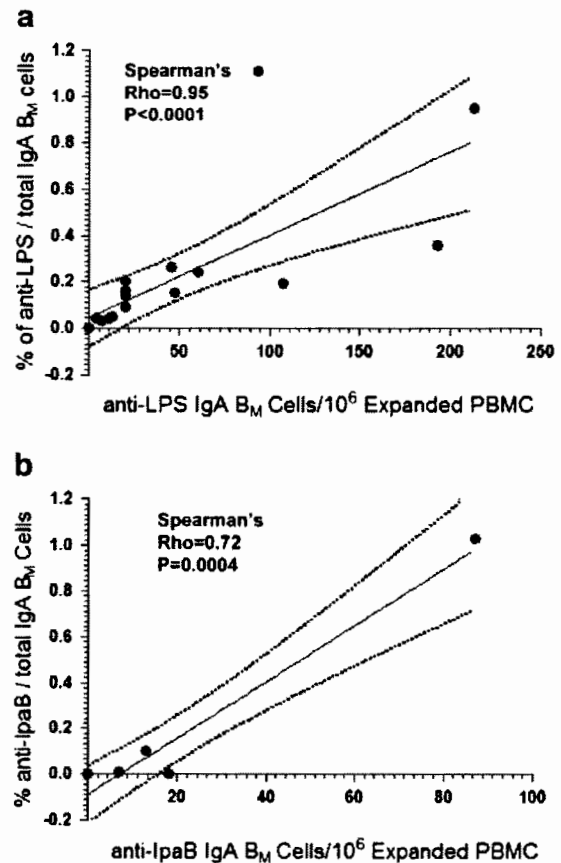 a
% of anti-LPS / total IgA BM cells
1.2
1.0
0.8
0.6
0.4
0.2
0.0
-0.2
Spearman's
Rho=0.95
P<0.0001
50
100
150
200
250
anti-LPS IgA BM Cells/10⁶ Expanded PBMC
b
% anti-IpaB / total IgA BM Cells
1.2
1.0
0.8
0.6
0.4
0.2
0.0
-0.2
Spearman's
Rho=0.72
P=0.0004
20
40
60
80
100
anti-IpaB IgA BM Cells/10⁶ Expanded PBMC